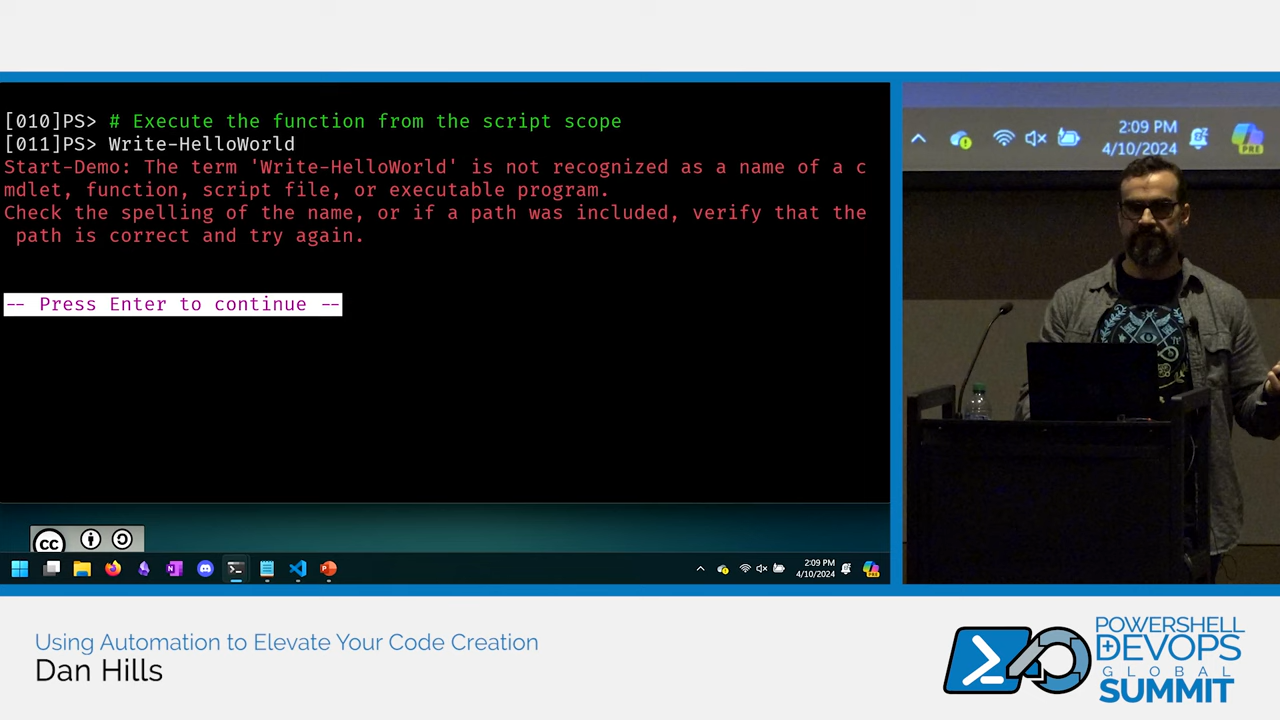 [010]PS> # Execute the function from the script scope
[011]PS> Write-HelloWorld
Start-Demo: The term 'Write-HelloWorld' is not recognized as a name of a c
mdlet, function, script file, or executable program.
Check the spelling of the name, or if a path was included, verify that the
 path is correct and try again.
-- Press Enter to continue --
cc
2:09 PM
4/10/2024
PRE
2:09 PM
4/10/2024
Using Automation to Elevate Your Code Creation
Dan Hills
POWERSHELL
DEVOPS
GLOBAL
SUMMIT